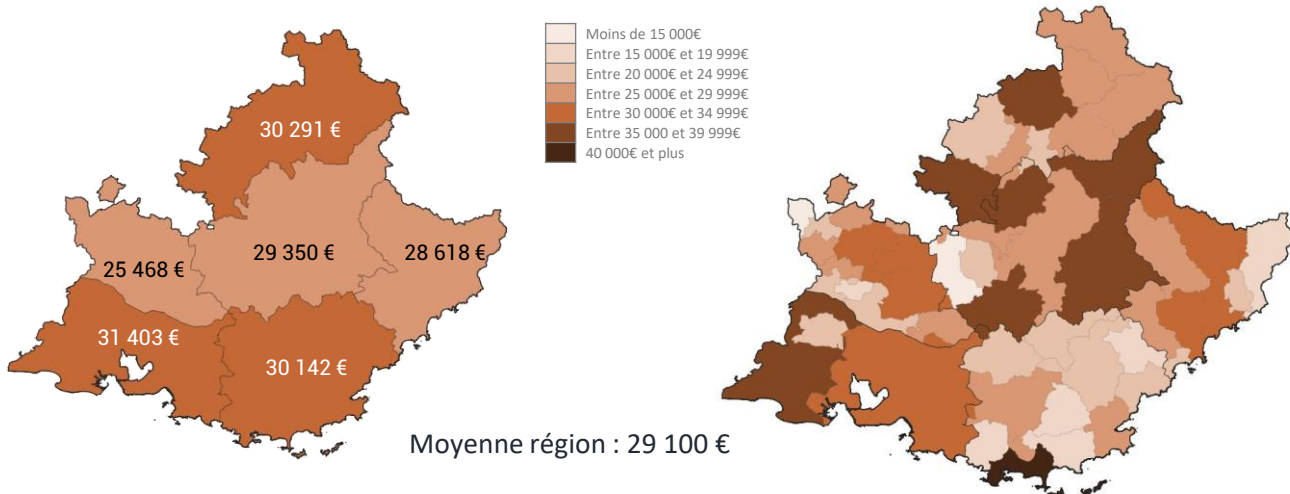 30 291 €
29 350 €
28 618 €
25 468 €
31 403 €
30 142 €
Moyenne région : 29 100 €
Moins de 15 000€
Entre 15 000€ et 19 999€
Entre 20 000€ et 24 999€
Entre 25 000€ et 29 999€
Entre 30 000€ et 34 999€
Entre 35 000 et 39 999€
40 000€ et plus